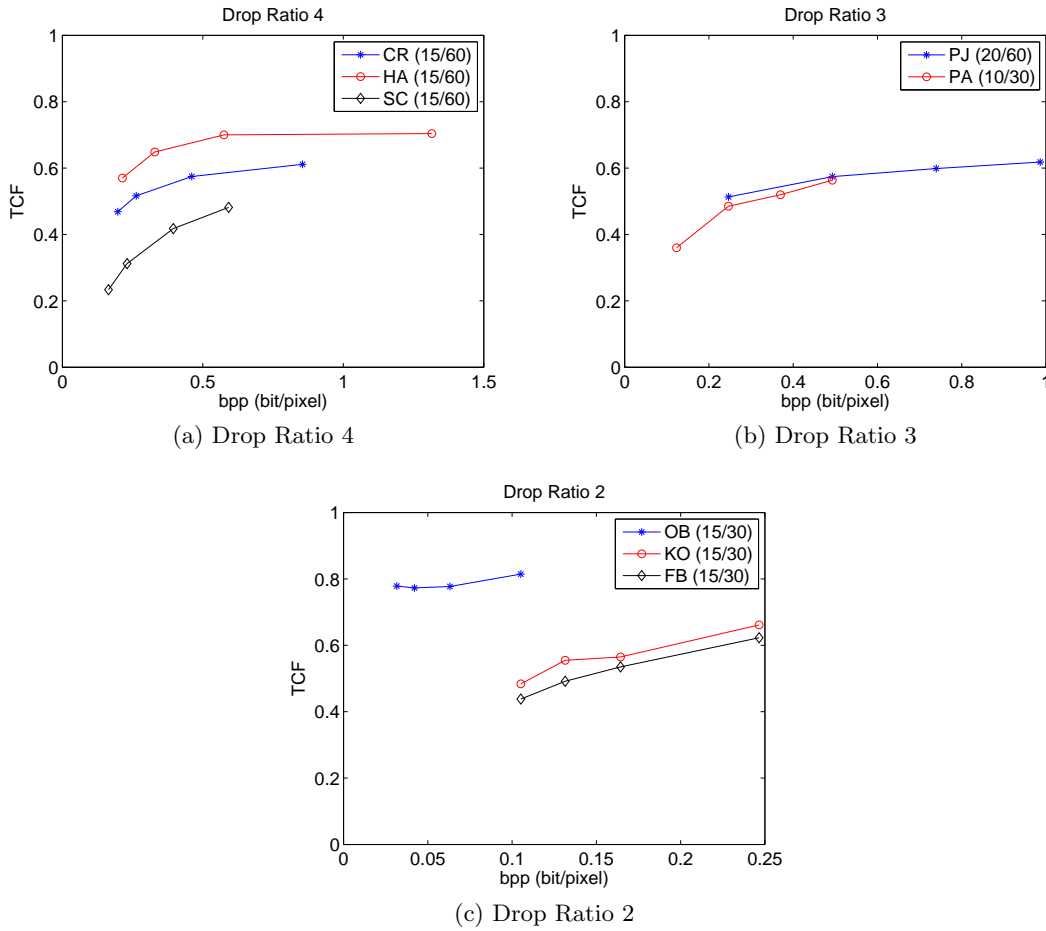 Drop Ratio 4
1
0.8
0.6
0.4
0.2
0
TCF
CR (15/60)
HA (15/60)
SC (15/60)
0 0.5 1 1.5
bpp (bit/pixel)
(a) Drop Ratio 4
Drop Ratio 3
1
0.8
0.6
0.4
0.2
0
TCF
PJ (20/60)
PA (10/30)
0 0.2 0.4 0.6 0.8 1
bpp (bit/pixel)
(b) Drop Ratio 3
Drop Ratio 2
1
0.8
0.6
0.4
0.2
0
TCF
OB (15/30)
KO (15/30)
FB (15/30)
0 0.05 0.1 0.15 0.2 0.25
bpp (bit/pixel)
(c) Drop Ratio 2